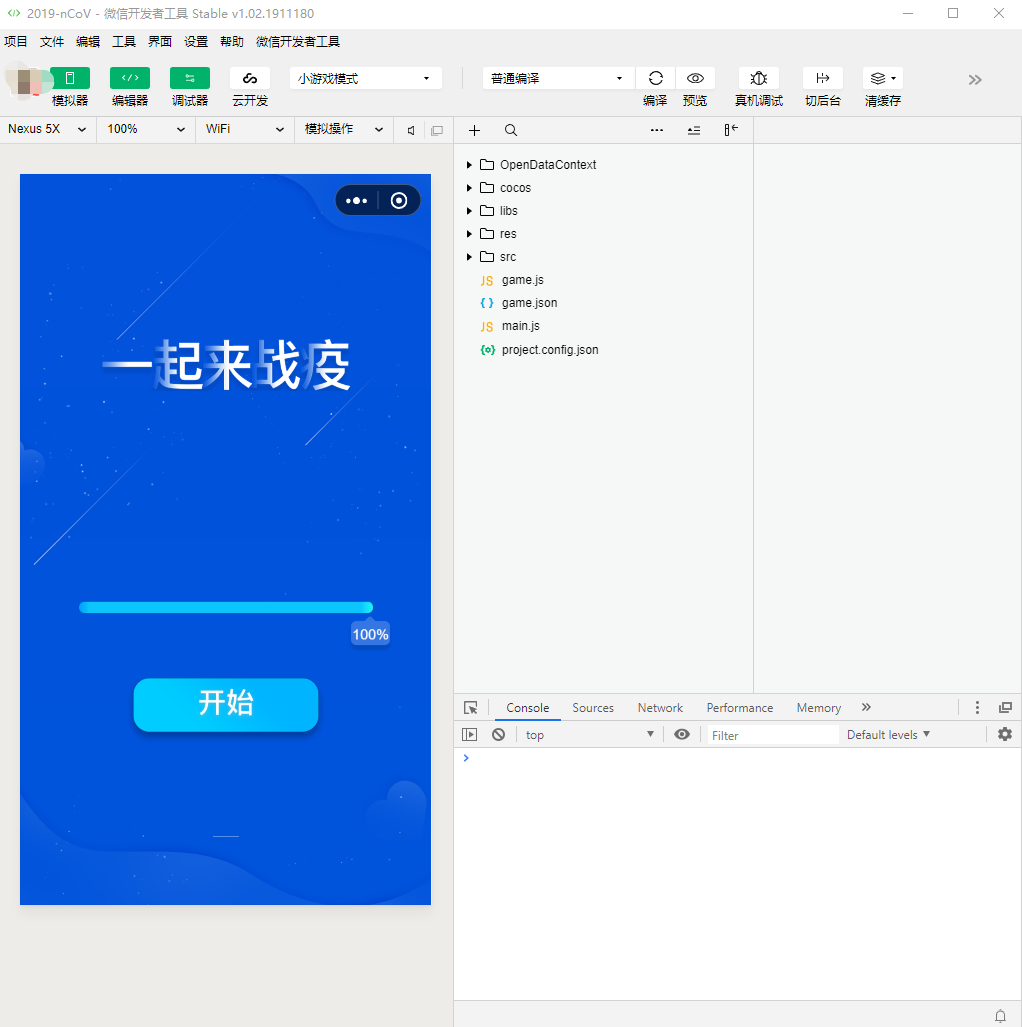 2019-nCoV - 微信开发者工具 Stable v1.02.1911180
项目 文件 编辑 工具 界面 设置 帮助 微信开发者工具
小游戏模式 普通编译
模拟器 编辑器 调试器 云开发 编译 预览 真机调试 切后台 清缓存
Nexus 5X 100% WiFi 模拟操作
OpenDataContext
cocos
libs
res
src
JS game.js
{ } game.json
JS main.js
{o} project.config.json
一起来战疫
100%
开始
Console Sources Network Performance Memory
top Filter Default levels